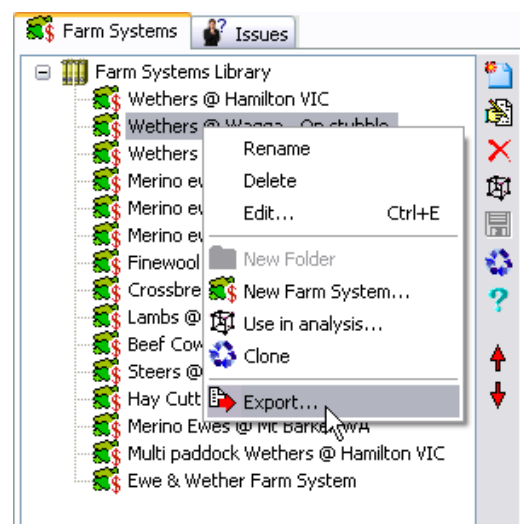 Farm Systems
Issues
Farm Systems Library
Wethers @ Hamilton VIC
Wethers @ Wagga - On stubble
Wethers
Merino
Merino
Merino
Finewool
Lambs @
Beef Cow
Steers @
Hay Cutt
Merino Ewes @ Mt Barker WA
Multi paddock Wethers @ Hamilton VIC
Ewe & Wether Farm System
Rename
Delete
Edit... Ctrl+E
New Folder
New Farm System...
Use in analysis...
Clone
Export...